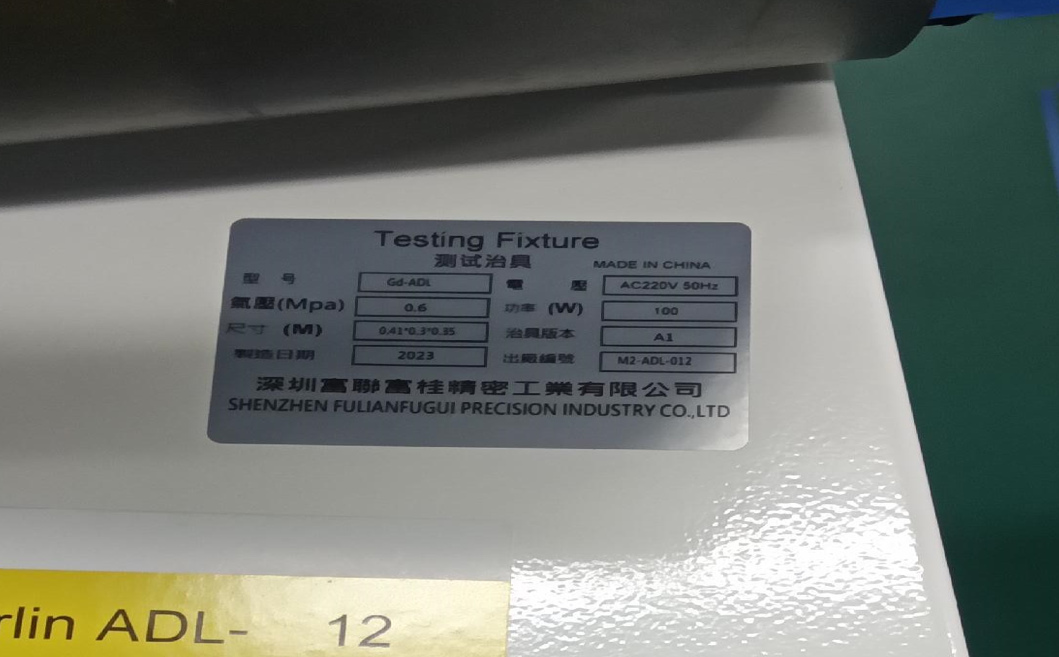 Testing Fixture
测试治具
MADE IN CHINA
型 号 Gd-ADL 電 壓 AC220V 50Hz
氣壓(Mpa) 0.6 功率 (W) 100
尺寸 (M) 0.41*0.3*0.35 治具版本 A1
製造日期 2023 出廠編號 M2-ADL-012
深圳富聯富桂精密工業有限公司
SHENZHEN FULIANFUGUI PRECISION INDUSTRY CO.,LTD
rlin ADL- 12